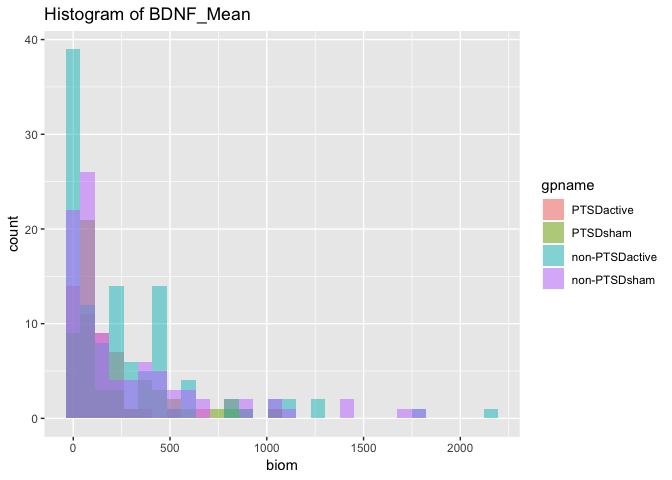 Histogram of BDNF_Mean
40
30
20
10
0
count
0 500 1000 1500 2000
biom
gpname
PTSDactive
PTSDsham
non-PTSDactive
non-PTSDsham